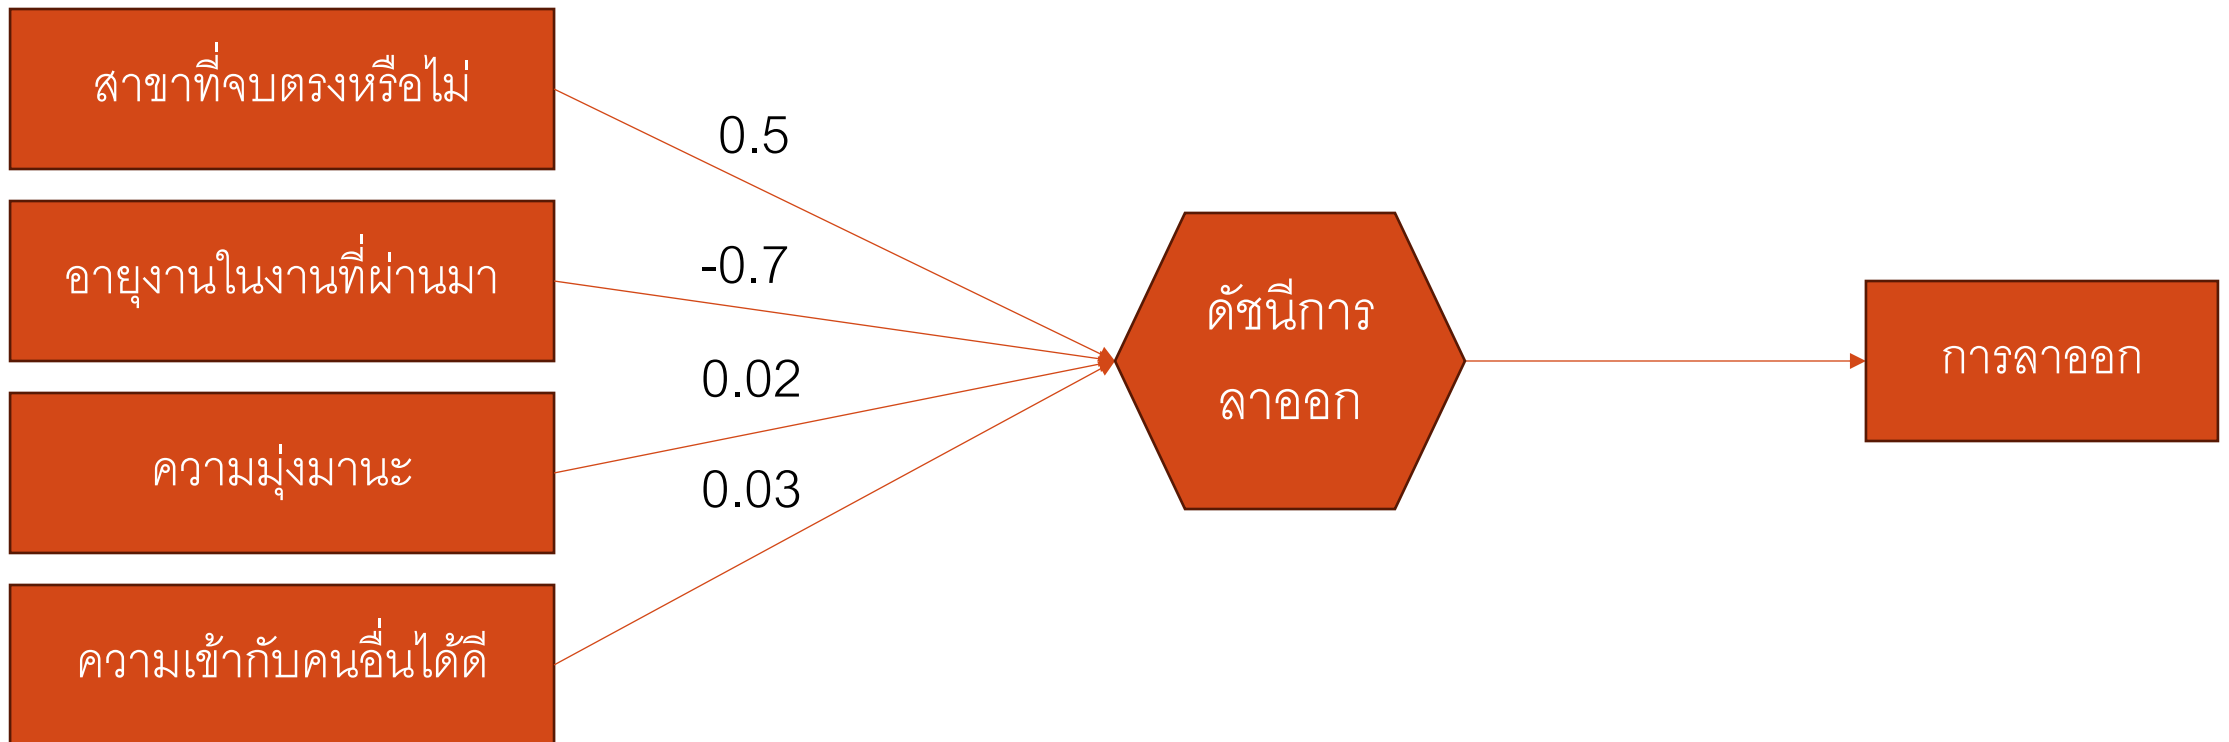 สาขาที่จบตรงหรือไม่
0.5
อายุงานในงานที่ผ่านมา
-0.7
ความมุ่งมานะ
0.02
ความเข้ากับคนอื่นได้ดี
0.03
ดัชนีการ
ลาออก
การลาออก